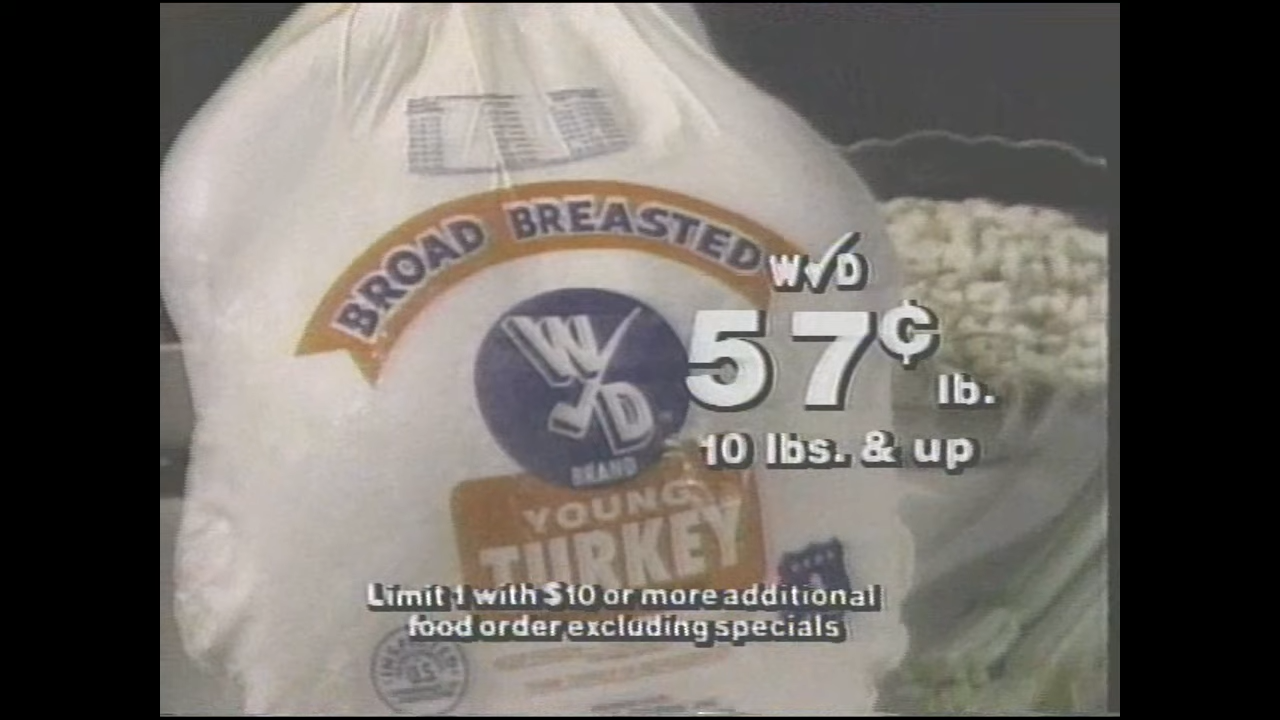 BROAD BREASTED
W D
57¢
lb.
10 lbs. & up
W D
BRAND
YOUNG
TURKEY
Limit 1 with $10 or more additional
food order excluding specials
U.S.